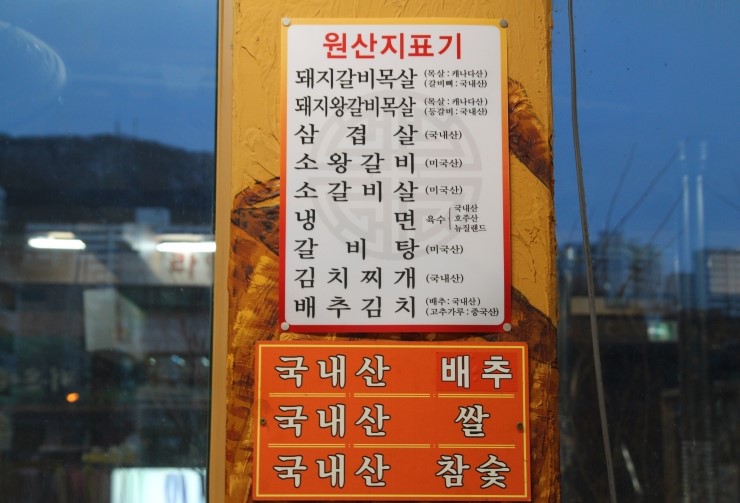 원산지표기
돼지갈비목살 (목살:캐나다산)
(갈비뼈:국내산)
돼지왕갈비목살 (목살:캐나다산)
(등갈비:국내산)
삼겹살 (국내산)
소왕갈비 (미국산)
소갈비살 (미국산)
냉면 육수 국내산
호주산
뉴질랜드
갈비탕 (미국산)
김치찌개 (국내산)
배추김치 (배추:국내산)
(고추가루:중국산)
국내산 배추
국내산 쌀
국내산 참숯